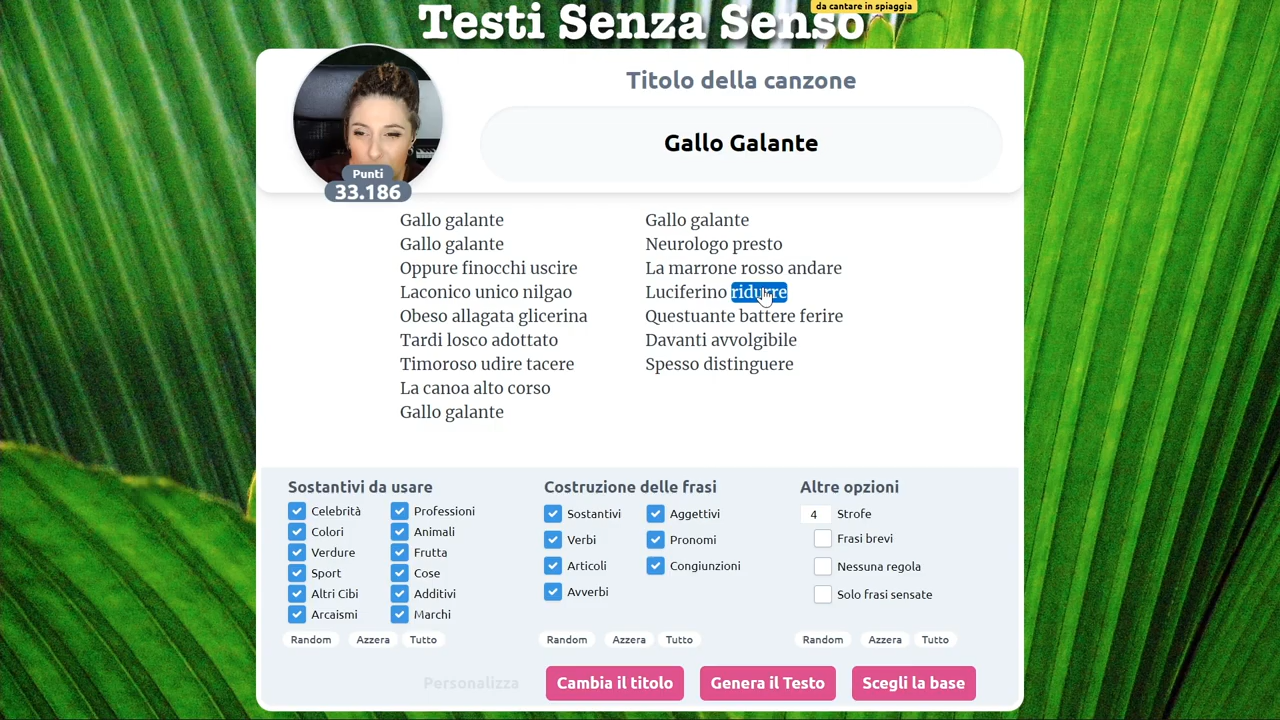 da cantare in spiaggia
Testi Senza Senso
Titolo della canzone
Gallo Galante
Punti
33.186
Gallo galante
Gallo galante
Oppure finocchi uscire
Laconico unico nilgao
Obeso allagata glicerina
Tardi losco adottato
Timoroso udire tacere
La canoa alto corso
Gallo galante
Gallo galante
Neurologo presto
La marrone rosso andare
Luciferino ridurre
Questuante battere ferire
Davanti avvolgibile
Spesso distinguere
Sostantivi da usare
Celebrità
Professioni
Colori
Animali
Verdure
Frutta
Sport
Cose
Altri Cibi
Additivi
Arcaismi
Marchi
Random
Azzera
Tutto
Costruzione delle frasi
Sostantivi
Aggettivi
Verbi
Pronomi
Articoli
Congiunzioni
Avverbi
Random
Azzera
Tutto
Altre opzioni
4 Strofe
Frasi brevi
Nessuna regola
Solo frasi sensate
Random
Azzera
Tutto
Personalizza
Cambia il titolo
Genera il Testo
Scegli la base